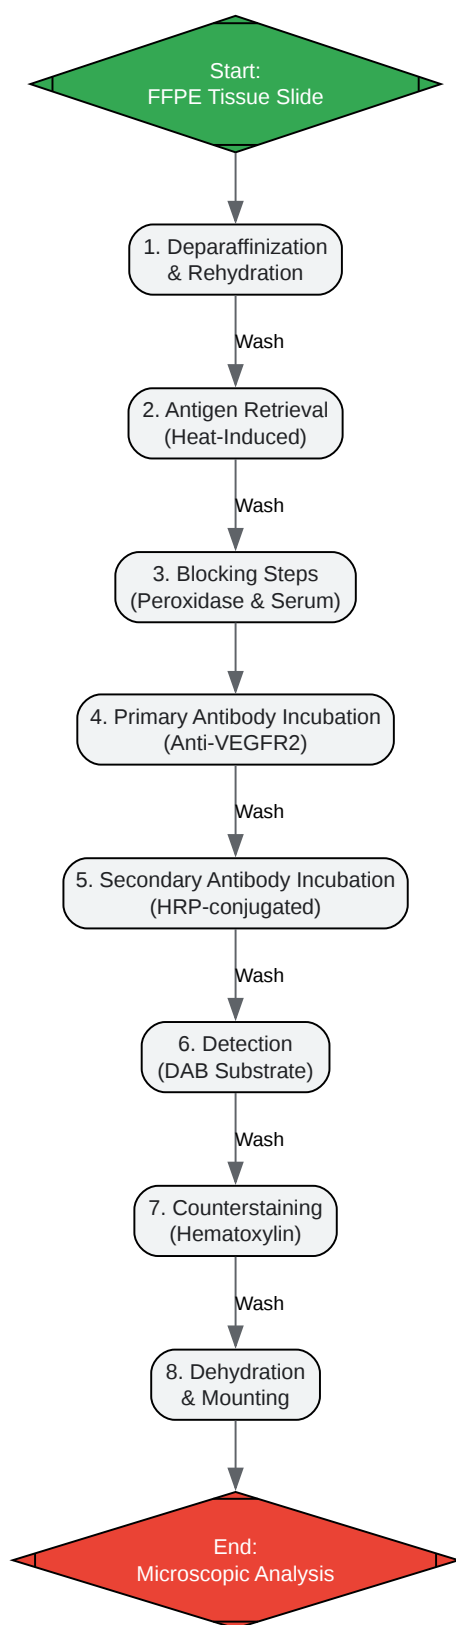 Start:
FFPE Tissue Slide
1. Deparaffinization
& Rehydration
Wash
2. Antigen Retrieval
(Heat-Induced)
Wash
3. Blocking Steps
(Peroxidase & Serum)
4. Primary Antibody Incubation
(Anti-VEGFR2)
Wash
5. Secondary Antibody Incubation
(HRP-conjugated)
Wash
6. Detection
(DAB Substrate)
Wash
7. Counterstaining
(Hematoxylin)
Wash
8. Dehydration
& Mounting
End:
Microscopic Analysis